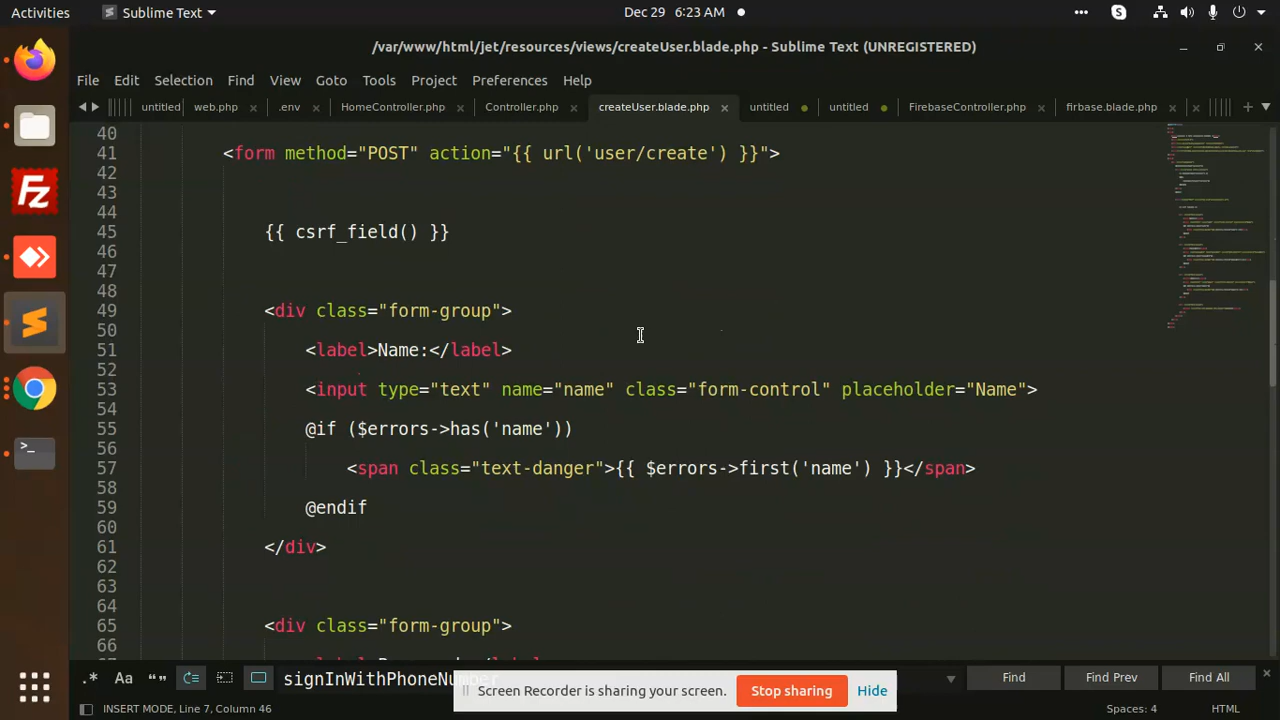 Activities Sublime Text Dec 29 6:23 AM
/var/www/html/jet/resources/views/createUser.blade.php - Sublime Text (UNREGISTERED)
File Edit Selection Find View Goto Tools Project Preferences Help
untitled web.php .env HomeController.php Controller.php createUser.blade.php untitled untitled FirebaseController.php firbase.blade.php
40
41 <form method="POST" action="{{ url('user/create') }}">
42
43
44
45 {{ csrf_field() }}
46
47
48
49 <div class="form-group">
50
51 <label>Name:</label>
52
53 <input type="text" name="name" class="form-control" placeholder="Name">
54
55 @if ($errors->has('name'))
56
57 <span class="text-danger">{{ $errors->first('name') }}</span>
58
59 @endif
60
61 </div>
62
63
64
65 <div class="form-group">
66
.* Aa "" signInWithPhoneNumber Find Find Prev Find All
Screen Recorder is sharing your screen. Stop sharing Hide
INSERT MODE, Line 7, Column 46 Spaces: 4 HTML